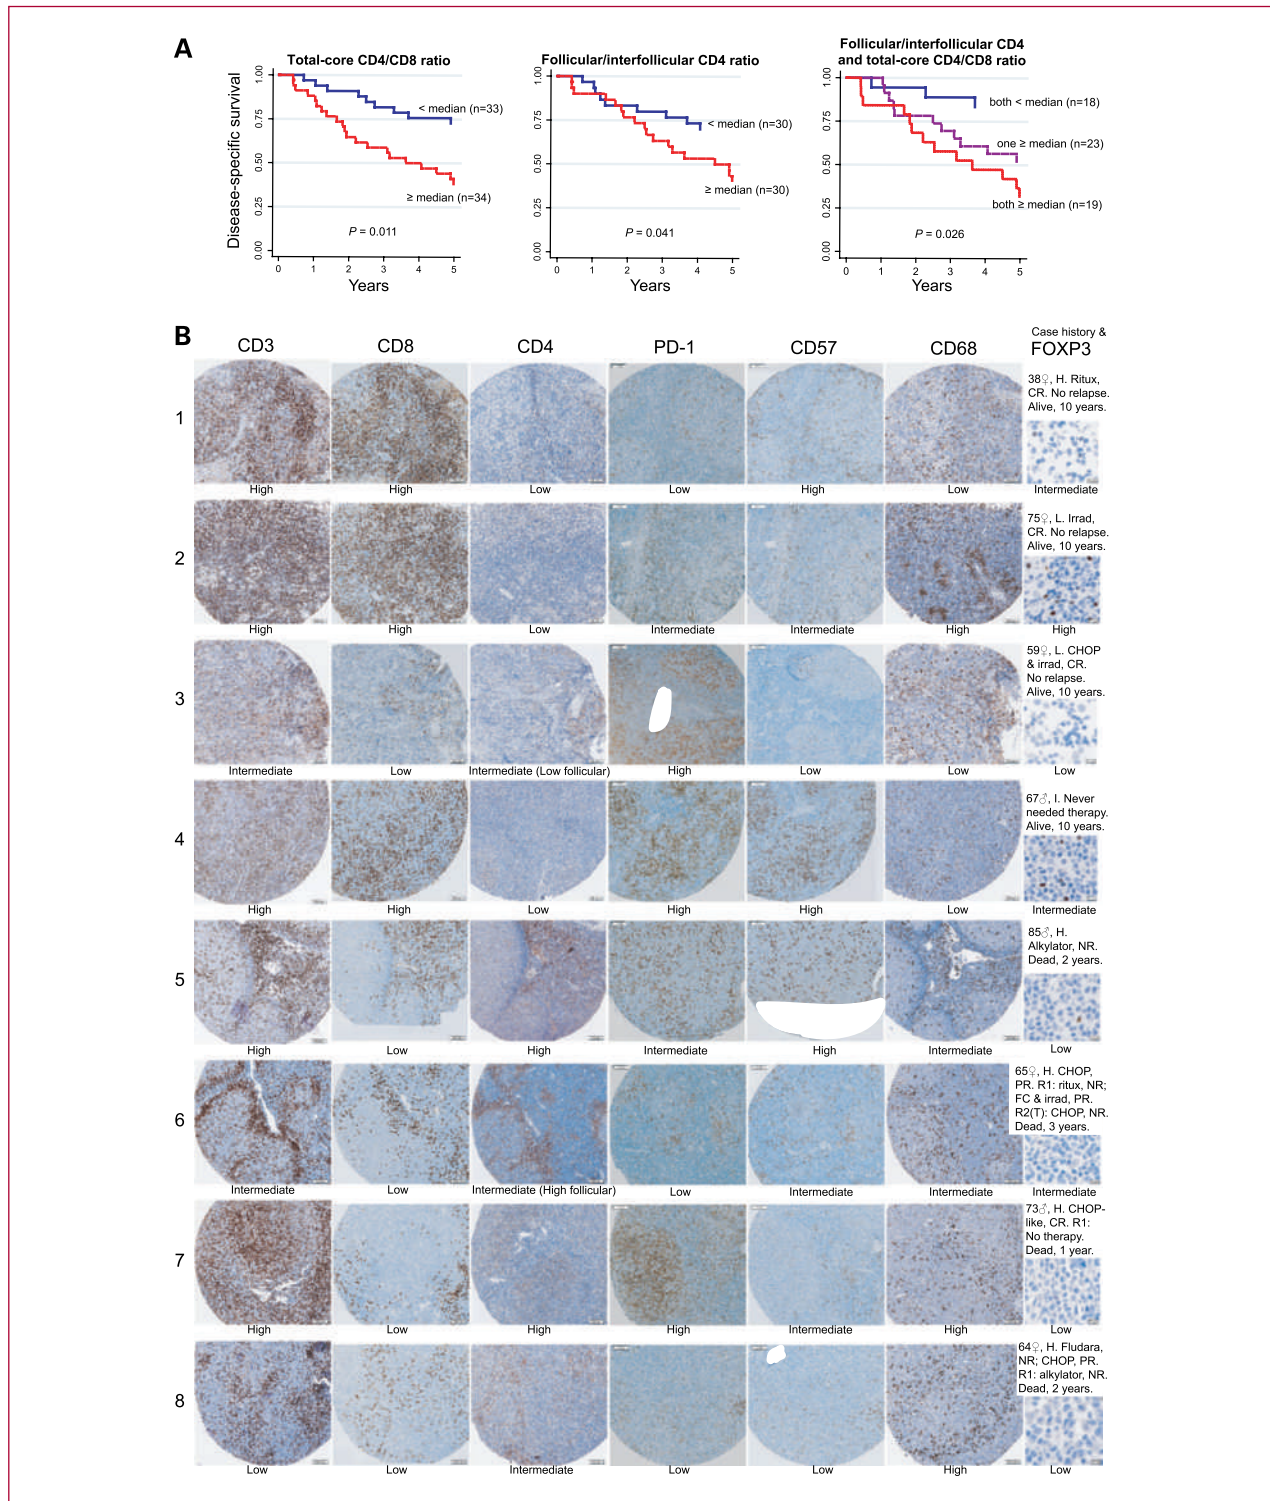 A
Total-core CD4/CD8 ratio
Follicular/interfollicular CD4 ratio
Follicular/interfollicular CD4
and total-core CD4/CD8 ratio
Disease-specific survival
1.00
0.75
0.50
0.25
0.00
< median (n=33)
≥ median (n=34)
P = 0.011
0 1 2 3 4 5
Years
1.00
0.75
0.50
0.25
0.00
< median (n=30)
≥ median (n=30)
P = 0.041
0 1 2 3 4 5
Years
1.00
0.75
0.50
0.25
0.00
both < median (n=18)
one ≥ median (n=23)
both ≥ median (n=19)
P = 0.026
0 1 2 3 4 5
Years
B
CD3 CD8 CD4 PD-1 CD57 CD68
Case history &
FOXP3
1
38♀, H. Ritux,
CR. No relapse.
Alive, 10 years.
High High Low Low High Low Intermediate
2
75♀, L. Irrad,
CR. No relapse.
Alive, 10 years.
High High Low Intermediate Intermediate High High
3
59♀, L. CHOP
& irrad, CR.
No relapse.
Alive, 10 years.
Intermediate Low Intermediate (Low follicular) High Low Low Low
4
67♂, I. Never
needed therapy.
Alive, 10 years.
High High Low High High Low Intermediate
5
85♂, H.
Alkylator, NR.
Dead, 2 years.
High Low High Intermediate High Intermediate Low
6
65♀, H. CHOP,
PR. R1: ritux, NR;
FC & irrad, PR.
R2(T): CHOP, NR.
Dead, 3 years.
Intermediate Low Intermediate (High follicular) Low Intermediate Intermediate Intermediate
7
73♂, H. CHOP-
like, CR. R1:
No therapy.
Dead, 1 year.
High Low High High Intermediate High Low
8
64♀, H. Fludara,
NR; CHOP, PR.
R1: alkylator, NR.
Dead, 2 years.
Low Low Intermediate Low Low High Low